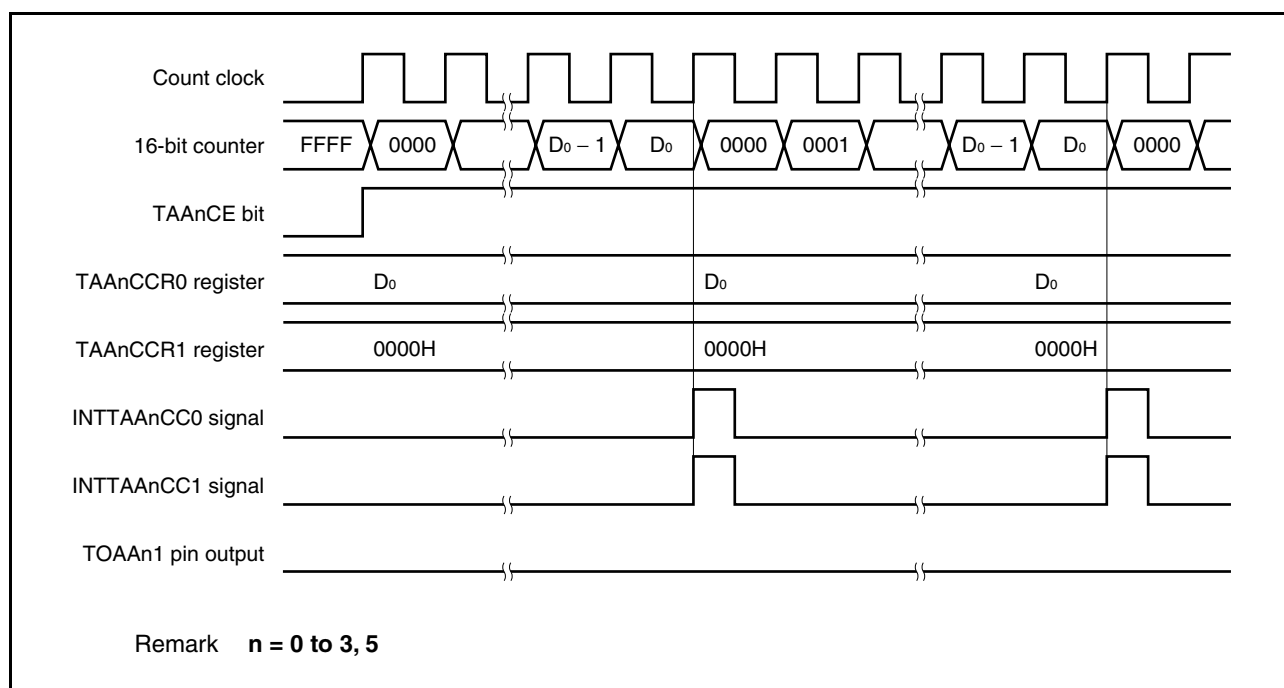 Count clock
16-bit counter FFFF 0000 D₀ – 1 D₀ 0000 0001 D₀ – 1 D₀ 0000
TAAnCE bit
TAAnCCR0 register D₀ D₀ D₀
TAAnCCR1 register 0000H 0000H 0000H
INTTAAnCC0 signal
INTTAAnCC1 signal
TOAAn1 pin output
Remark n = 0 to 3, 5